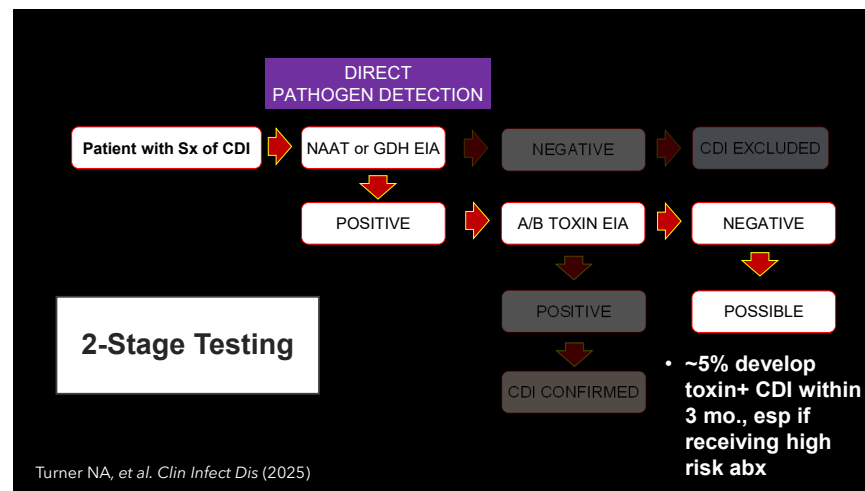 DIRECT
PATHOGEN DETECTION
Patient with Sx of CDI
NAAT or GDH EIA
NEGATIVE
CDI EXCLUDED
POSITIVE
A/B TOXIN EIA
NEGATIVE
POSITIVE
POSSIBLE
2-Stage Testing
CDI CONFIRMED
• ~5% develop
toxin+ CDI within
3 mo., esp if
receiving high
risk abx
Turner NA, et al. Clin Infect Dis (2025)